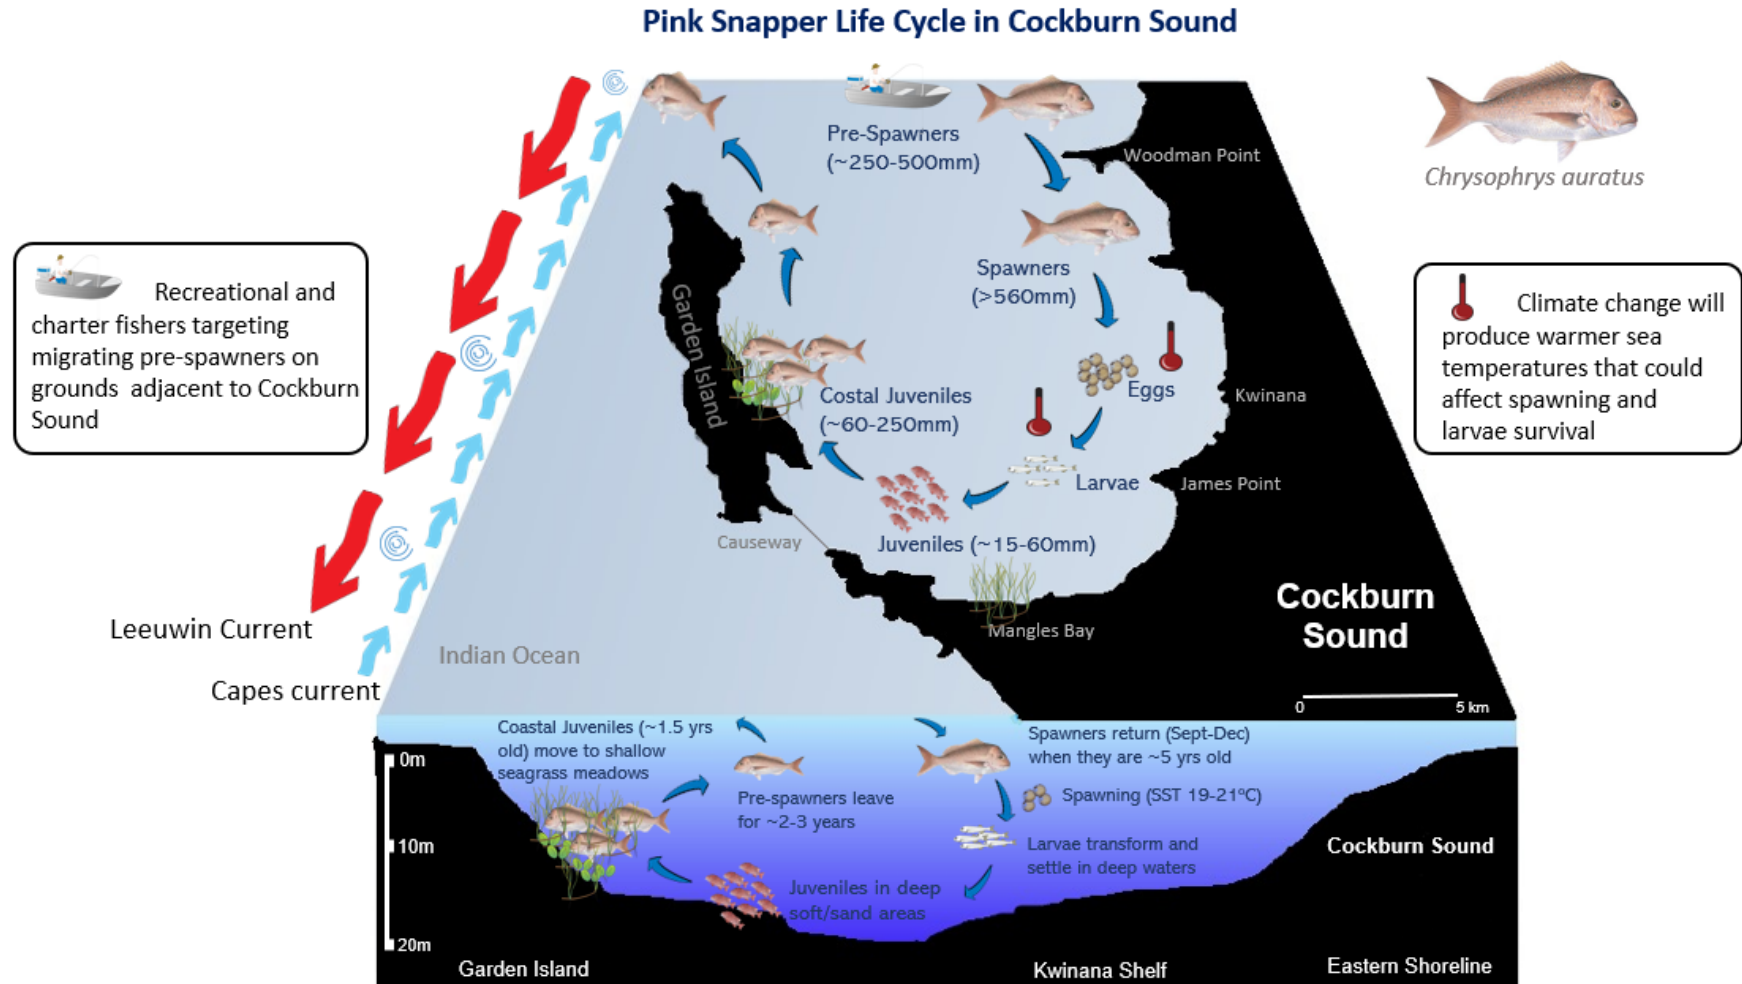 Pink Snapper Life Cycle in Cockburn Sound
Pre-Spawners
(~250-500mm)
Woodman Point
Chrysophrys auratus
Recreational and
charter fishers targeting
migrating pre-spawners on
grounds adjacent to Cockburn
Sound
Garden Island
Spawners
(>560mm)
Climate change will
produce warmer sea
temperatures that could
affect spawning and
larvae survival
Eggs
Kwinana
Costal Juveniles
(~60-250mm)
Larvae
James Point
Causeway
Juveniles (~15-60mm)
Cockburn
Sound
Mangles Bay
Leeuwin Current
Indian Ocean
Capes current
0
5 km
Coastal Juveniles (~1.5 yrs
old) move to shallow
seagrass meadows
Spawners return (Sept-Dec)
when they are ~5 yrs old
0m
Pre-spawners leave
for ~2-3 years
Spawning (SST 19-21ºC)
10m
Larvae transform and
settle in deep waters
Cockburn Sound
Juveniles in deep
soft/sand areas
20m
Garden Island
Kwinana Shelf
Eastern Shoreline